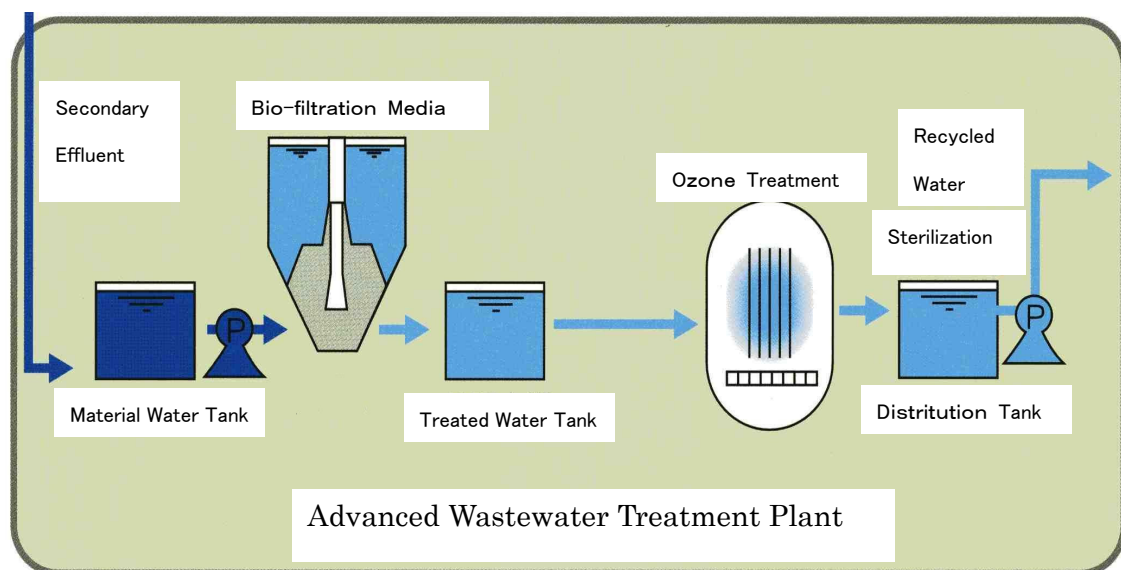 Secondary
Effluent
Bio-filtration Media
Ozone Treatment
Recycled
Water
Sterilization
P
P
Material Water Tank
Treated Water Tank
Distritution Tank
Advanced Wastewater Treatment Plant